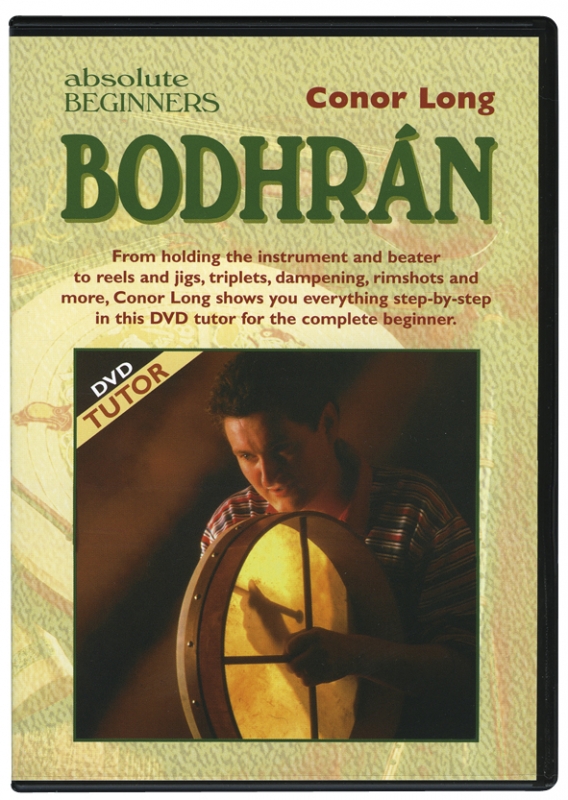 absolute
BEGINNERS
Conor Long
BODHRÁN
From holding the instrument and beater
to reels and jigs, triplets, dampening, rimshots and
more, Conor Long shows you everything step-by-step
in this DVD tutor for the complete beginner.
DVD
TUTOR